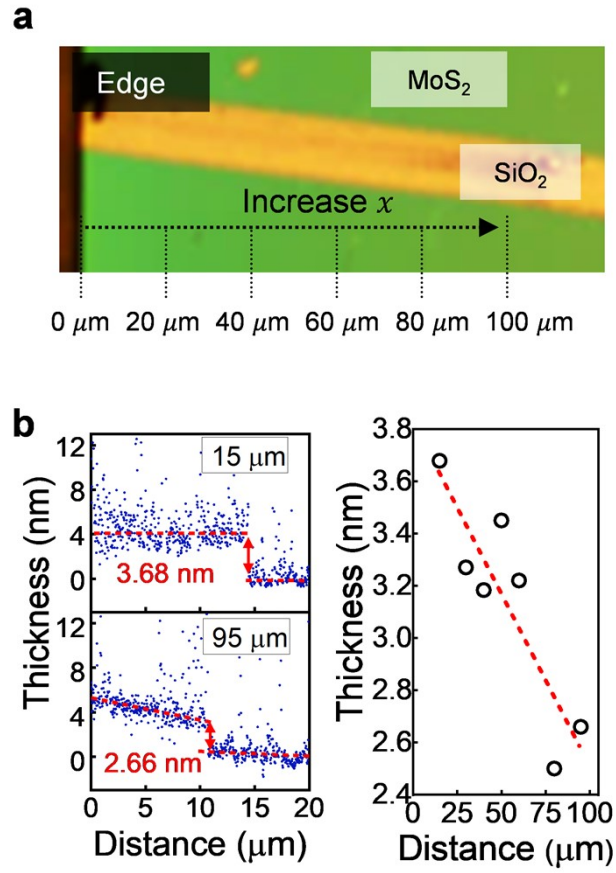 a
Edge
MoS₂
SiO₂
Increase x
0 μm 20 μm 40 μm 60 μm 80 μm 100 μm
b
Thickness (nm)
12
8
4
0
15 μm
3.68 nm
12
8
4
0
95 μm
2.66 nm
0 5 10 15 20
Distance (μm)
Thickness (nm)
3.8
3.6
3.4
3.2
3.0
2.8
2.6
2.4
0 25 50 75 100
Distance (μm)